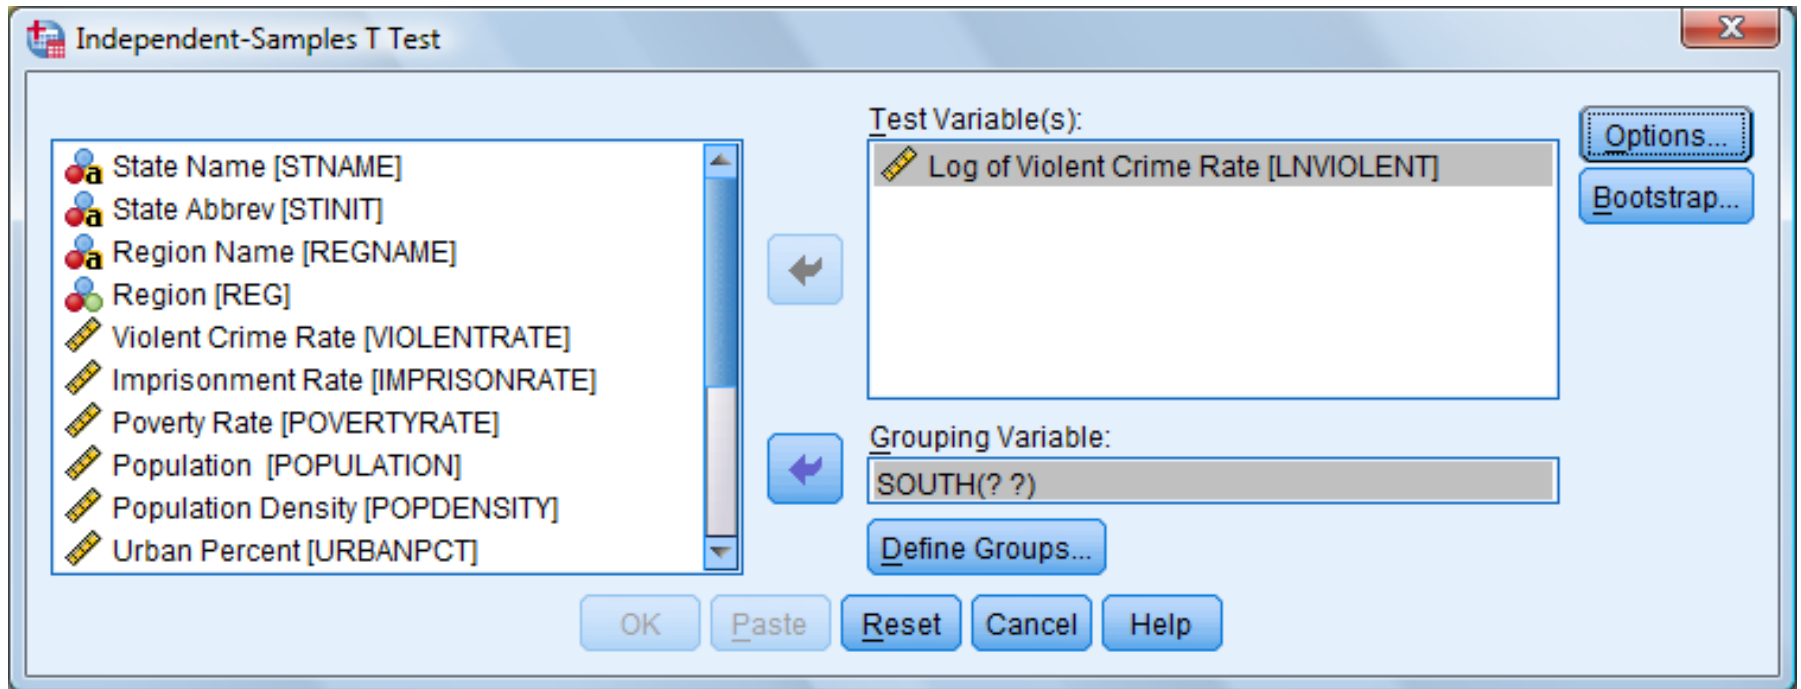 Independent-Samples T Test
State Name [STNAME]
State Abbrev [STINIT]
Region Name [REGNAME]
Region [REG]
Violent Crime Rate [VIOLENTRATE]
Imprisonment Rate [IMPRISONRATE]
Poverty Rate [POVERTYRATE]
Population [POPULATION]
Population Density [POPDENSITY]
Urban Percent [URBANPCT]
Test Variable(s):
Log of Violent Crime Rate [LNVIOLENT]
Grouping Variable:
SOUTH(? ?)
Define Groups...
Options...
Bootstrap...
OK Paste Reset Cancel Help